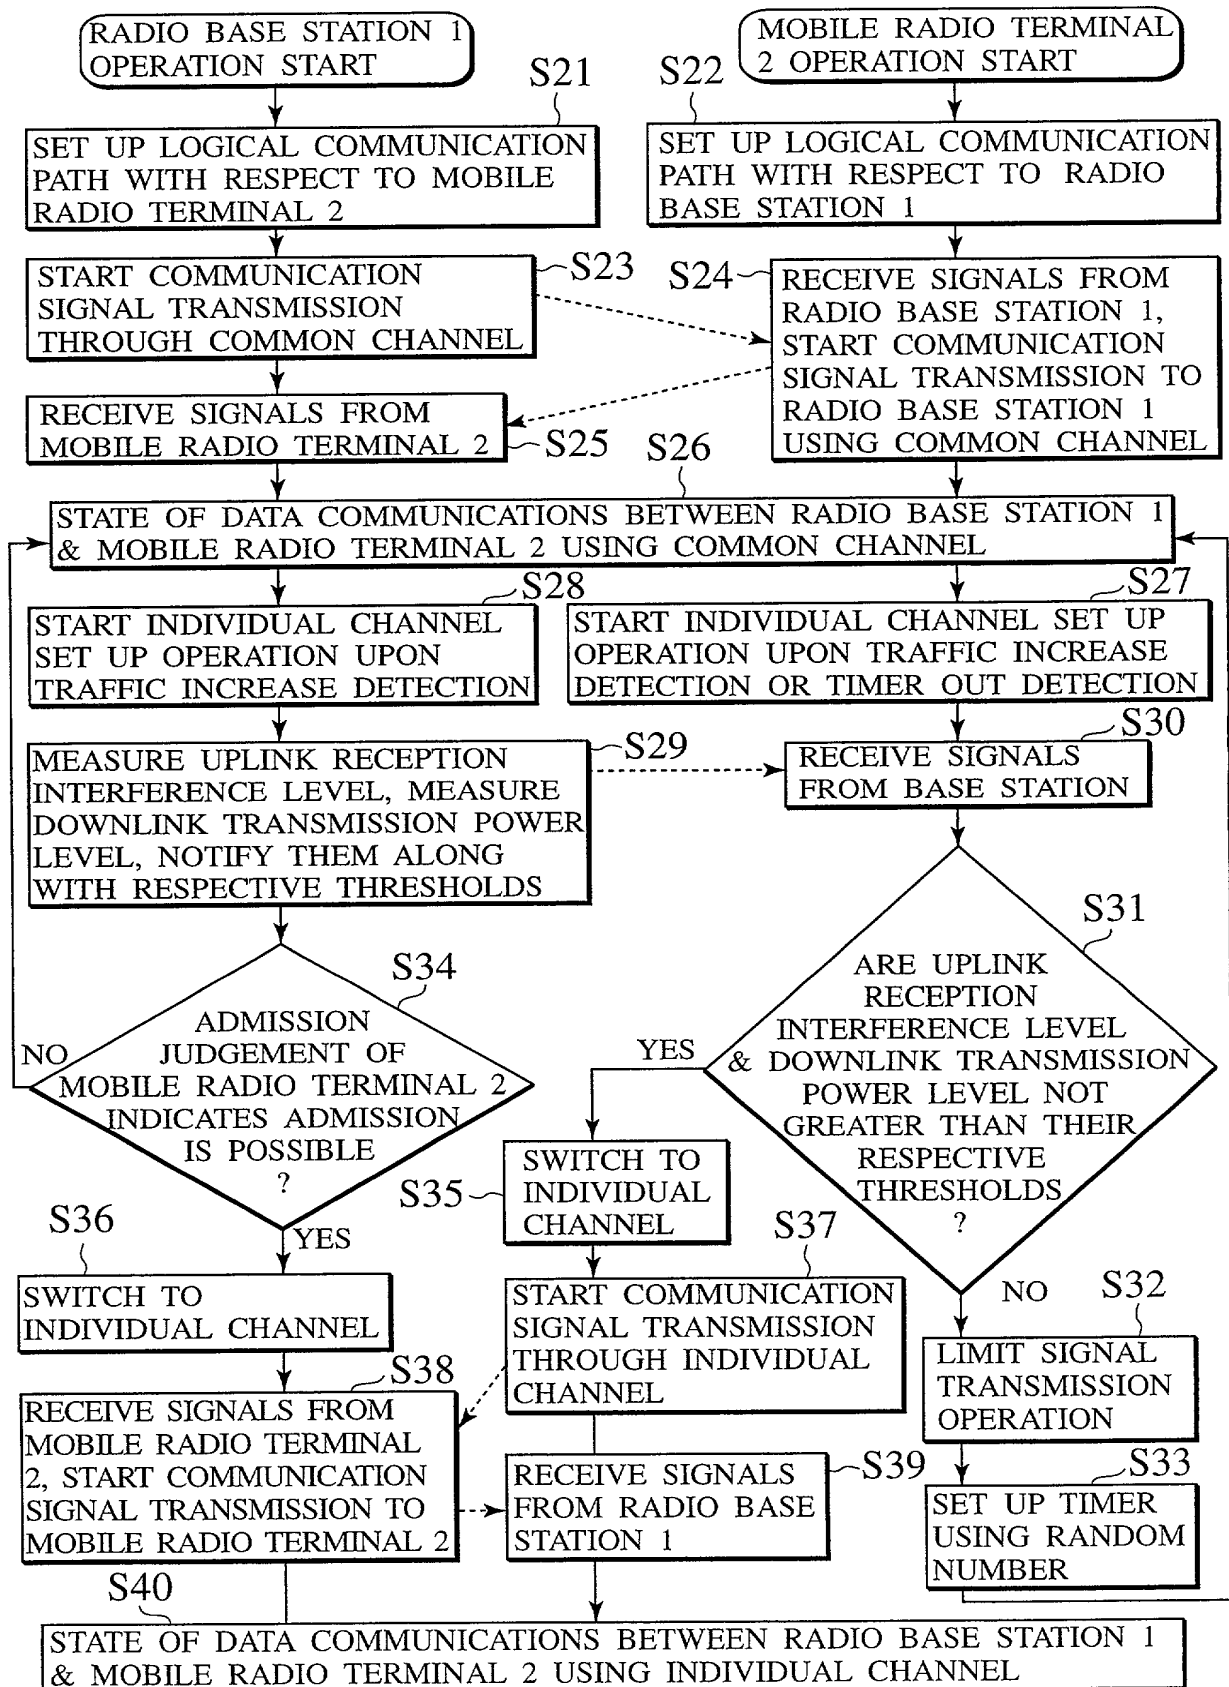 RADIO BASE STATION 1
OPERATION START
MOBILE RADIO TERMINAL
2 OPERATION START
S21
SET UP LOGICAL COMMUNICATION
PATH WITH RESPECT TO MOBILE
RADIO TERMINAL 2
S22
SET UP LOGICAL COMMUNICATION
PATH WITH RESPECT TO RADIO
BASE STATION 1
S23
START COMMUNICATION
SIGNAL TRANSMISSION
THROUGH COMMON CHANNEL
S24
RECEIVE SIGNALS FROM
RADIO BASE STATION 1,
START COMMUNICATION
SIGNAL TRANSMISSION TO
RADIO BASE STATION 1
USING COMMON CHANNEL
RECEIVE SIGNALS FROM
MOBILE RADIO TERMINAL 2
S25
S26
STATE OF DATA COMMUNICATIONS BETWEEN RADIO BASE STATION 1
& MOBILE RADIO TERMINAL 2 USING COMMON CHANNEL
S28
START INDIVIDUAL CHANNEL
SET UP OPERATION UPON
TRAFFIC INCREASE DETECTION
S27
START INDIVIDUAL CHANNEL SET UP
OPERATION UPON TRAFFIC INCREASE
DETECTION OR TIMER OUT DETECTION
S29
MEASURE UPLINK RECEPTION
INTERFERENCE LEVEL, MEASURE
DOWNLINK TRANSMISSION POWER
LEVEL, NOTIFY THEM ALONG
WITH RESPECTIVE THRESHOLDS
S30
RECEIVE SIGNALS
FROM BASE STATION
S31
ARE UPLINK
RECEPTION
INTERFERENCE LEVEL
& DOWNLINK TRANSMISSION
POWER LEVEL NOT
GREATER THAN THEIR
RESPECTIVE
THRESHOLDS
?
YES
NO
S34
ADMISSION
JUDGEMENT OF
MOBILE RADIO TERMINAL 2
INDICATES ADMISSION
IS POSSIBLE
?
NO
YES
S35
SWITCH TO
INDIVIDUAL
CHANNEL
S36
SWITCH TO
INDIVIDUAL CHANNEL
S37
START COMMUNICATION
SIGNAL TRANSMISSION
THROUGH INDIVIDUAL
CHANNEL
S32
LIMIT SIGNAL
TRANSMISSION
OPERATION
S38
RECEIVE SIGNALS FROM
MOBILE RADIO TERMINAL
2, START COMMUNICATION
SIGNAL TRANSMISSION TO
MOBILE RADIO TERMINAL 2
S39
RECEIVE SIGNALS
FROM RADIO BASE
STATION 1
S33
SET UP TIMER
USING RANDOM
NUMBER
S40
STATE OF DATA COMMUNICATIONS BETWEEN RADIO BASE STATION 1
& MOBILE RADIO TERMINAL 2 USING INDIVIDUAL CHANNEL